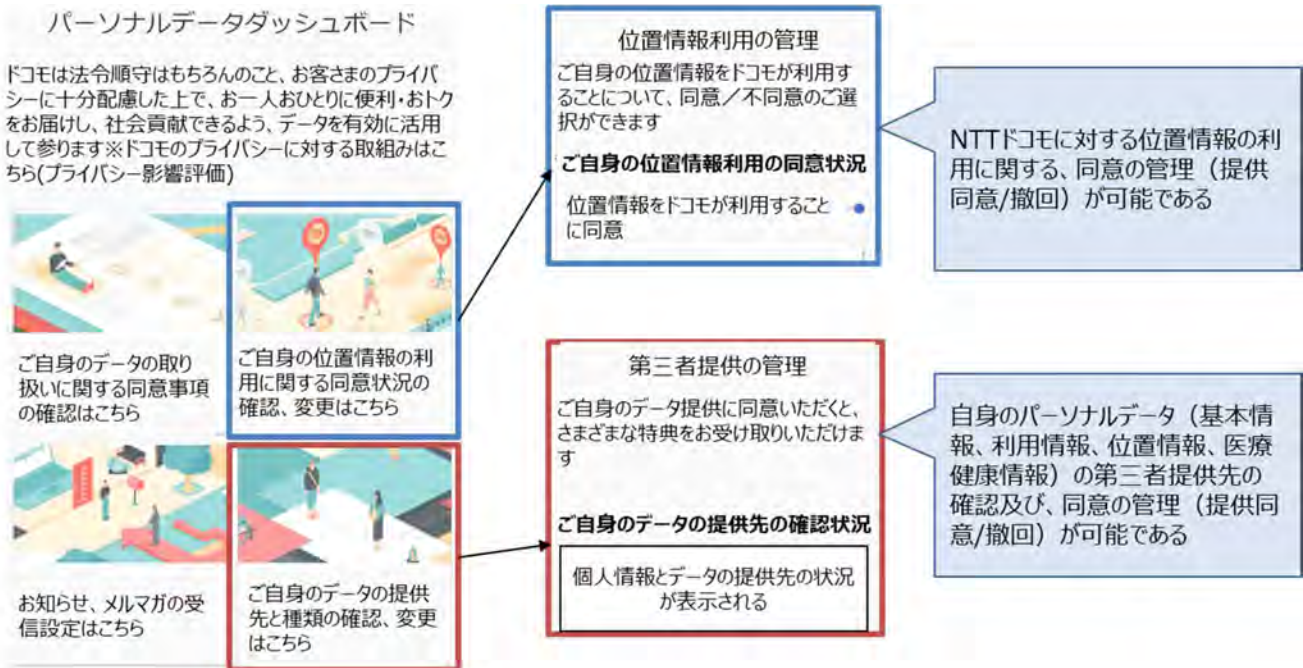 パーソナルデータダッシュボード
ドコモは法令順守はもちろんのこと、お客さまのプライバ
シーに十分配慮した上で、お一人おひとりに便利・おトク
をお届けし、社会貢献できるよう、データを有効に活用
して参ります※ドコモのプライバシーに対する取組みはこ
ちら(プライバシー影響評価)
ご自身のデータの取り
扱いに関する同意事項
の確認はこちら
ご自身の位置情報の利
用に関する同意状況の
確認、変更はこちら
お知らせ、メルマガの受
信設定はこちら
ご自身のデータの提供
先と種類の確認、変更
はこちら
位置情報利用の管理
ご自身の位置情報をドコモが利用す
ることについて、同意/不同意のご選
択ができます
ご自身の位置情報利用の同意状況
位置情報をドコモが利用すること
に同意
NTTドコモに対する位置情報の利
用に関する、同意の管理（提供
同意/撤回）が可能である
第三者提供の管理
ご自身のデータ提供に同意いただくと、
さまざまな特典をお受け取りいただけま
す
ご自身のデータの提供先の確認状況
個人情報とデータの提供先の状況
が表示される
自身のパーソナルデータ（基本情
報、利用情報、位置情報、医療
健康情報）の第三者提供先の
確認及び、同意の管理（提供同
意/撤回）が可能である